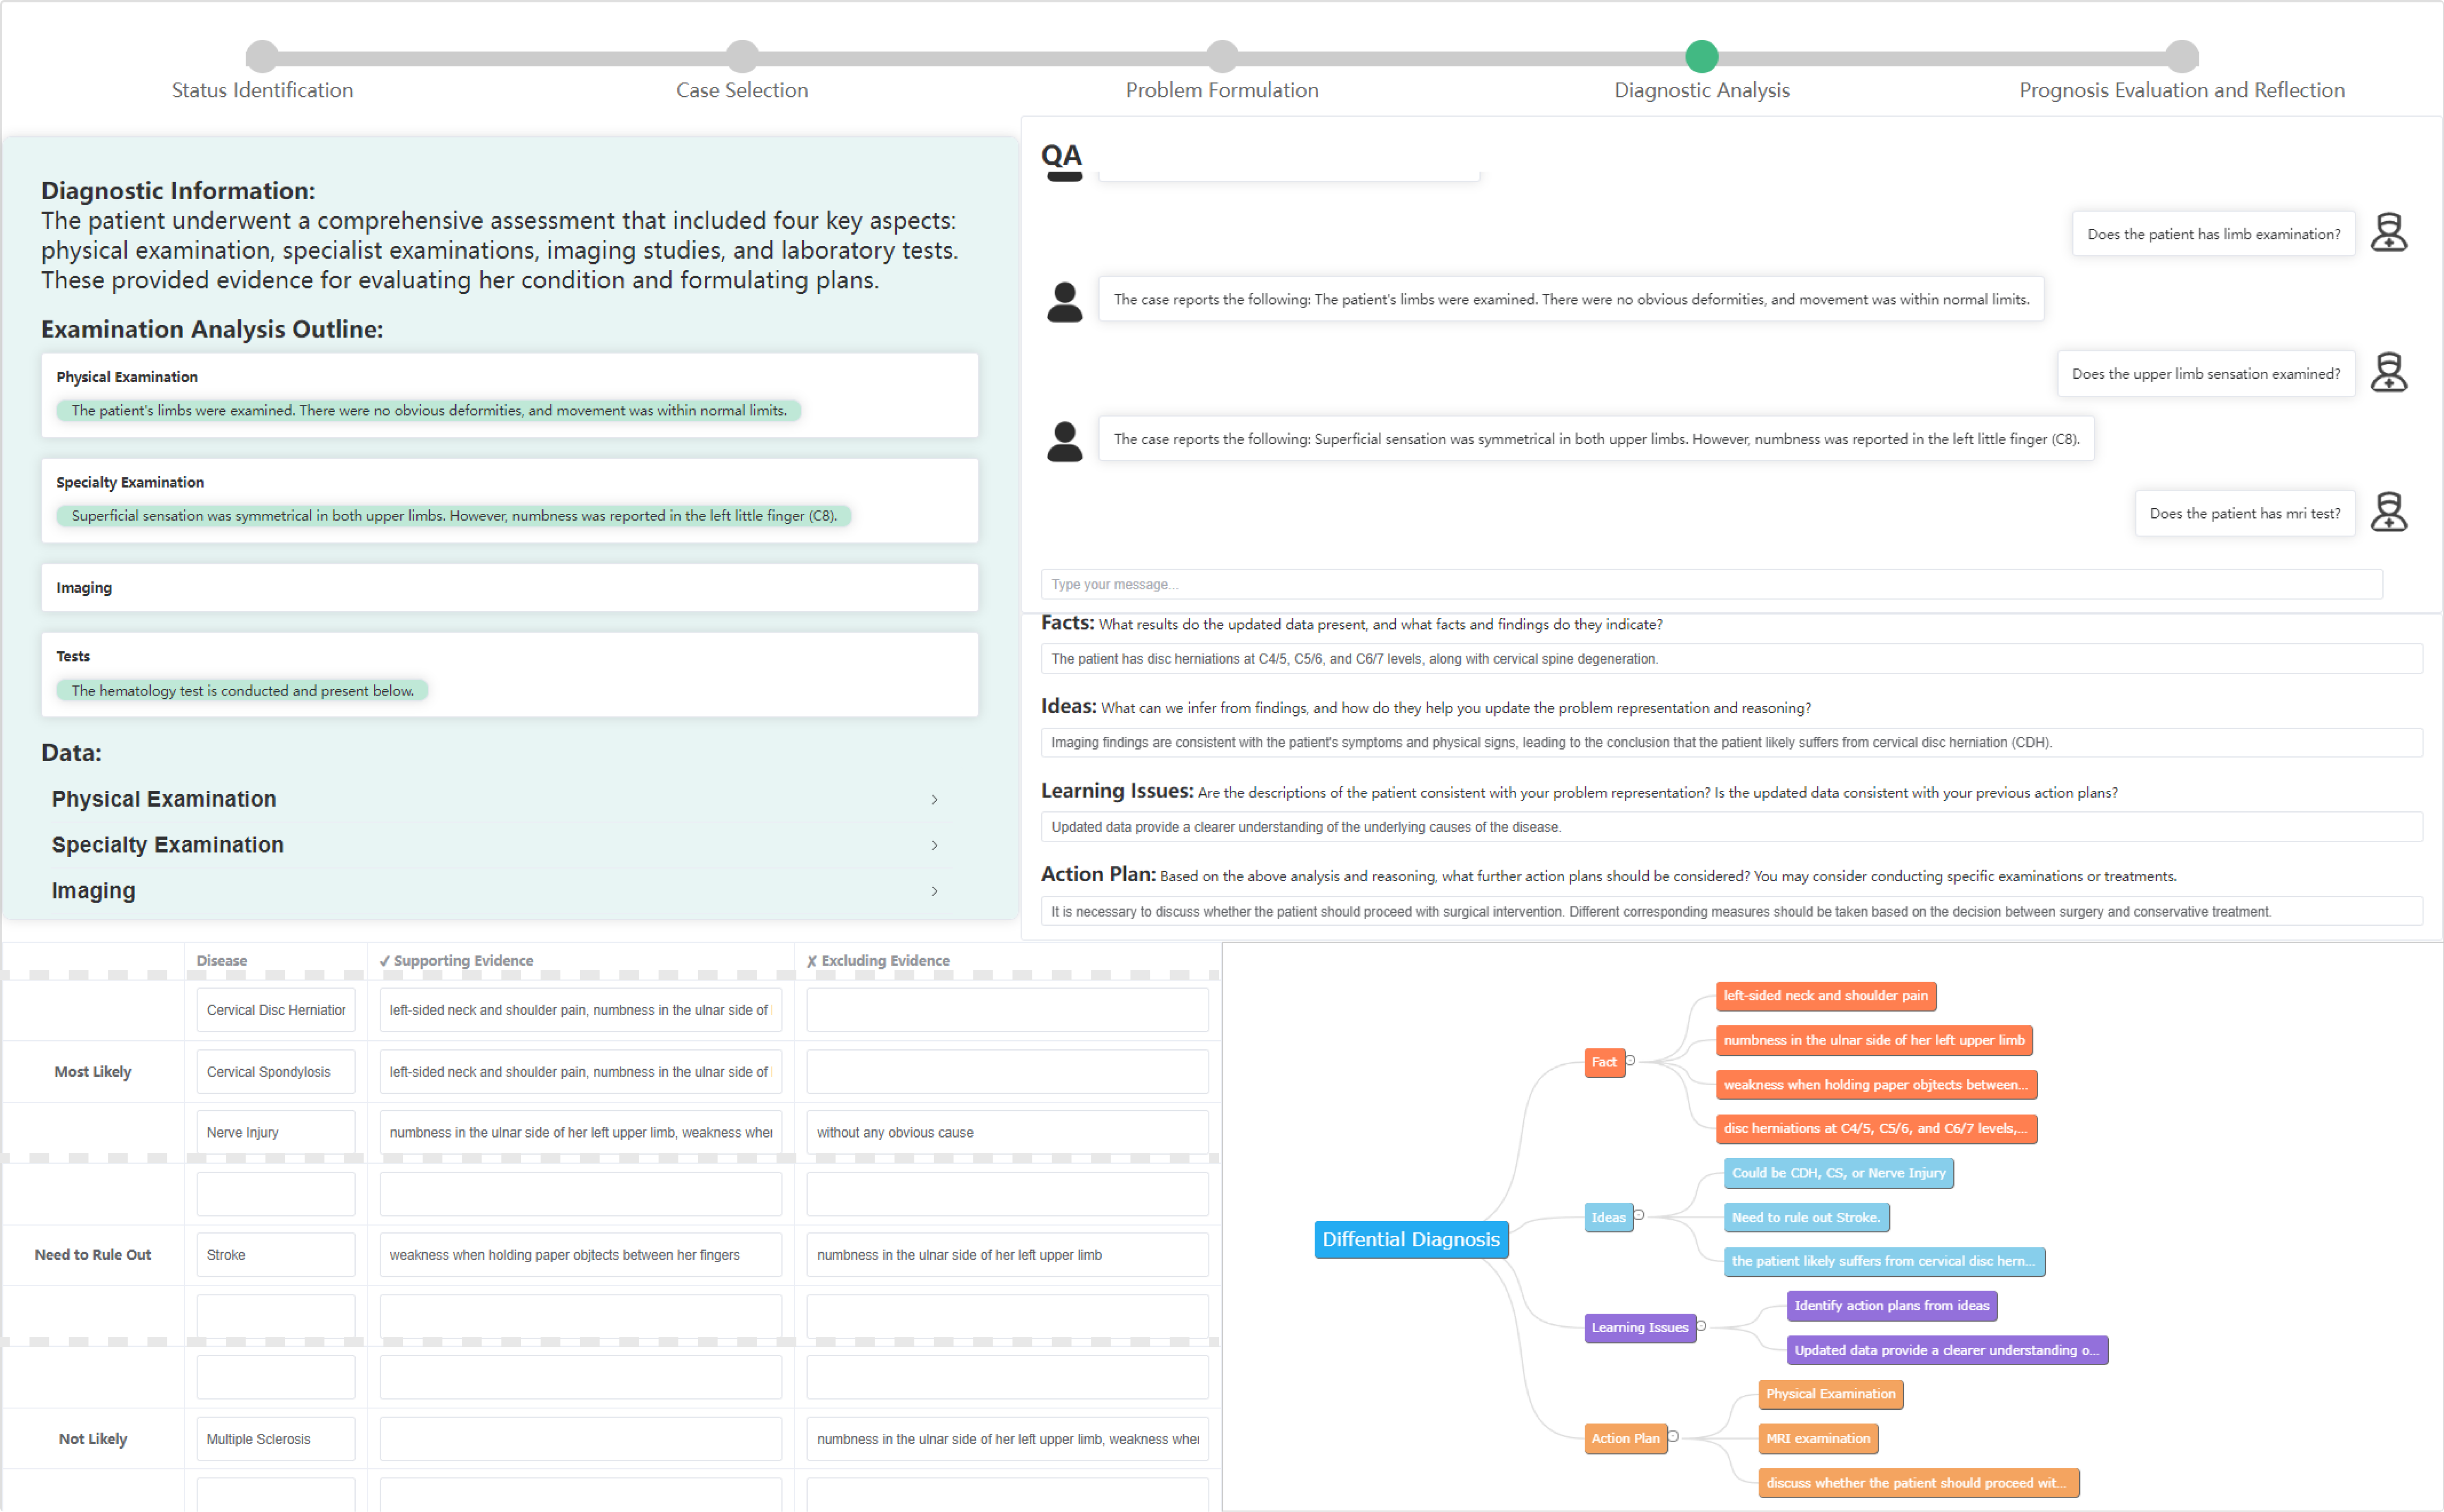 Status Identification
Case Selection
Problem Formulation
Diagnostic Analysis
Prognosis Evaluation and Reflection
Diagnostic Information:
The patient underwent a comprehensive assessment that included four key aspects:
physical examination, specialist examinations, imaging studies, and laboratory tests.
These provided evidence for evaluating her condition and formulating plans.
Examination Analysis Outline:
Physical Examination
The patient's limbs were examined. There were no obvious deformities, and movement was within normal limits.
Specialty Examination
Superficial sensation was symmetrical in both upper limbs. However, numbness was reported in the left little finger (C8).
Imaging
Tests
The hematology test is conducted and present below.
Data:
Physical Examination
Specialty Examination
Imaging
QA
Does the patient has limb examination?
The case reports the following: The patient's limbs were examined. There were no obvious deformities, and movement was within normal limits.
Does the upper limb sensation examined?
The case reports the following: Superficial sensation was symmetrical in both upper limbs. However, numbness was reported in the left little finger (C8).
Does the patient has mri test?
Type your message...
Facts: What results do the updated data present, and what facts and findings do they indicate?
The patient has disc herniations at C4/5, C5/6, and C6/7 levels, along with cervical spine degeneration.
Ideas: What can we infer from findings, and how do they help you update the problem representation and reasoning?
Imaging findings are consistent with the patient's symptoms and physical signs, leading to the conclusion that the patient likely suffers from cervical disc herniation (CDH).
Learning Issues: Are the descriptions of the patient consistent with your problem representation? Is the updated data consistent with your previous action plans?
Updated data provide a clearer understanding of the underlying causes of the disease.
Action Plan: Based on the above analysis and reasoning, what further action plans should be considered? You may consider conducting specific examinations or treatments.
It is necessary to discuss whether the patient should proceed with surgical intervention. Different corresponding measures should be taken based on the decision between surgery and conservative treatment.
Disease ✓ Supporting Evidence ✗ Excluding Evidence
Cervical Disc Herniation left-sided neck and shoulder pain, numbness in the ulnar side of
Most Likely Cervical Spondylosis left-sided neck and shoulder pain, numbness in the ulnar side of
Nerve Injury numbness in the ulnar side of her left upper limb, weakness when without any obvious cause
Need to Rule Out Stroke weakness when holding paper objtects between her fingers numbness in the ulnar side of her left upper limb
Not Likely Multiple Sclerosis numbness in the ulnar side of her left upper limb, weakness when
Diffential Diagnosis
Fact
left-sided neck and shoulder pain
numbness in the ulnar side of her left upper limb
weakness when holding paper objtects between...
disc herniations at C4/5, C5/6, and C6/7 levels,...
Ideas
Could be CDH, CS, or Nerve Injury
Need to rule out Stroke.
the patient likely suffers from cervical disc hern...
Learning Issues
Identify action plans from ideas
Updated data provide a clearer understanding o...
Action Plan
Physical Examination
MRI examination
discuss whether the patient should proceed wit...